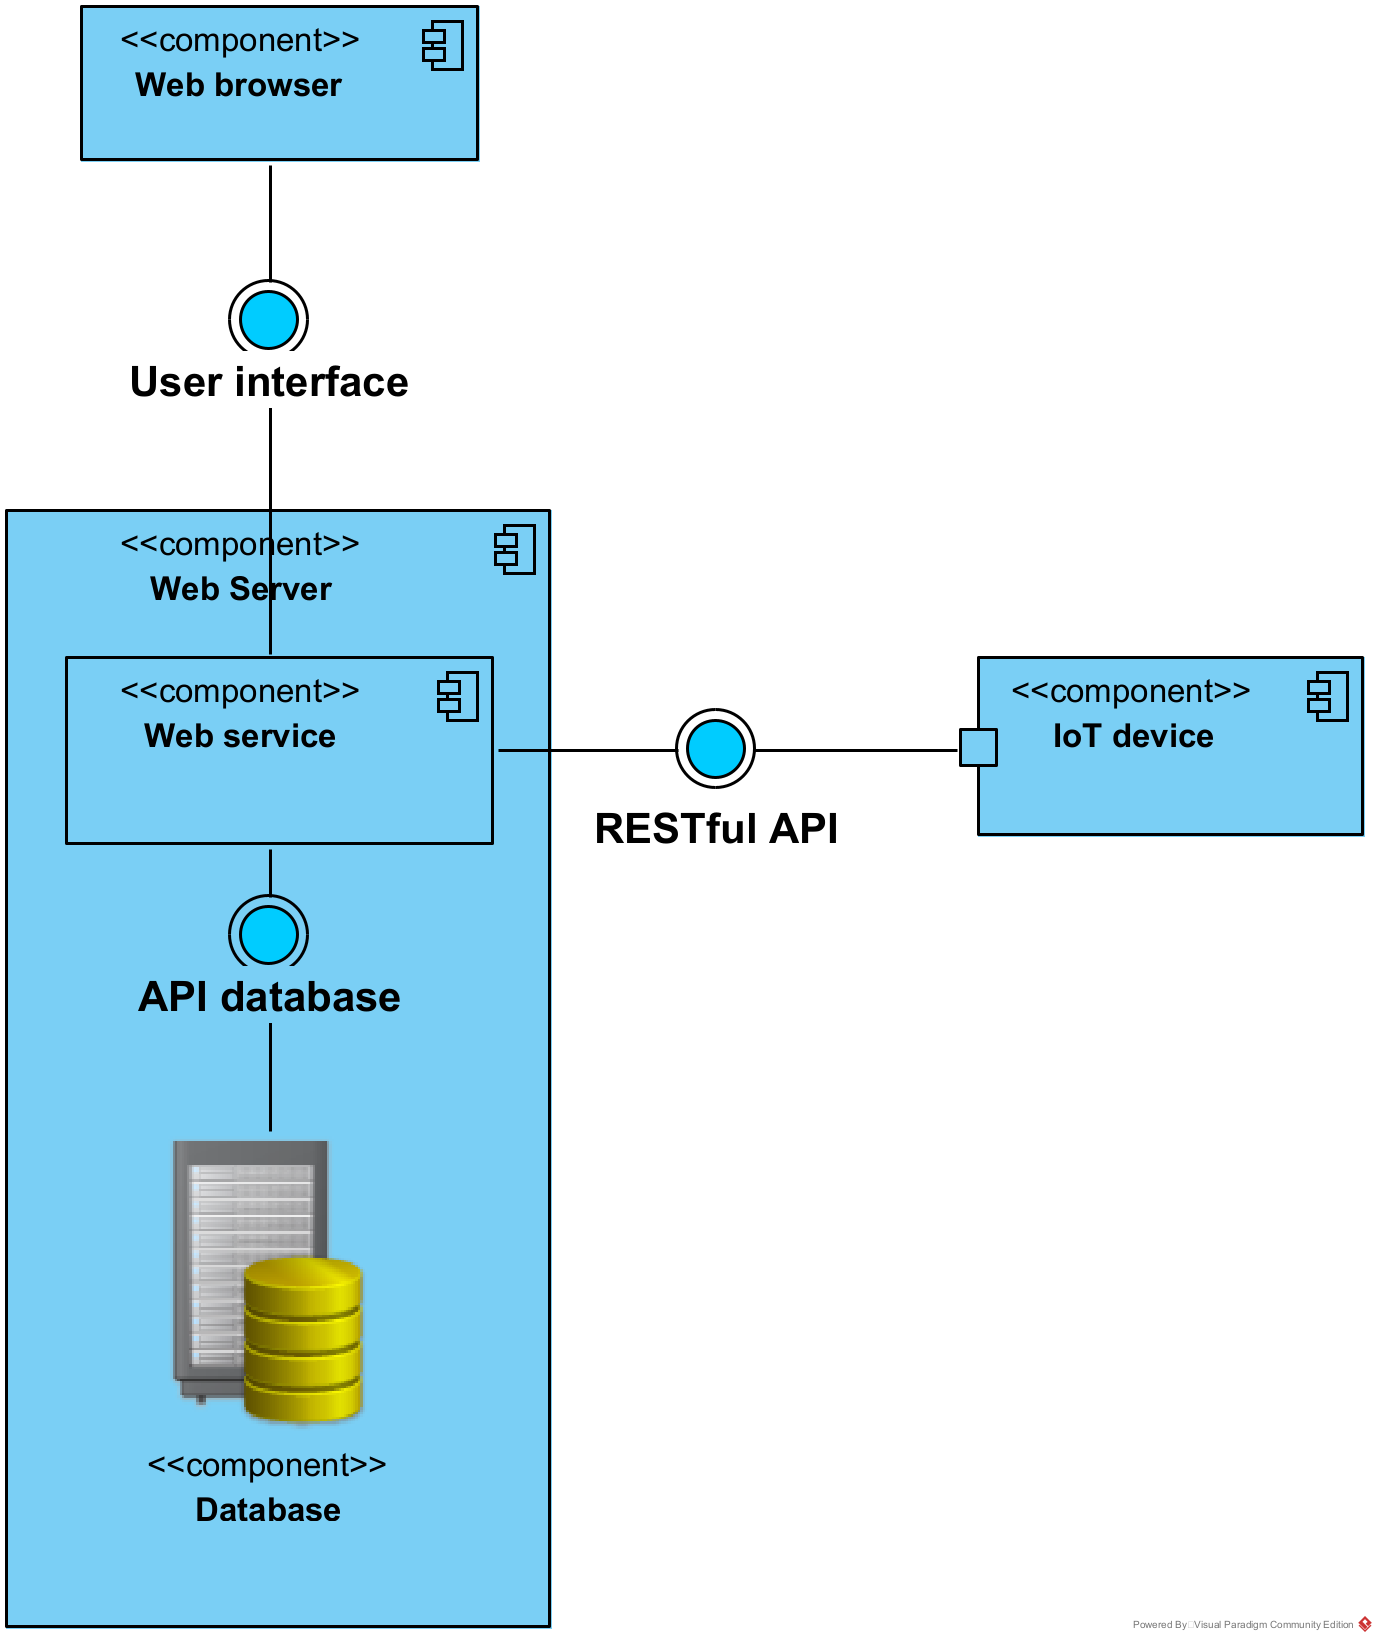 <<component>>
Web browser
User interface
<<component>>
Web Server
<<component>>
Web service
<<component>>
IoT device
RESTful API
API database
<<component>>
Database
Powered By Visual Paradigm Community Edition